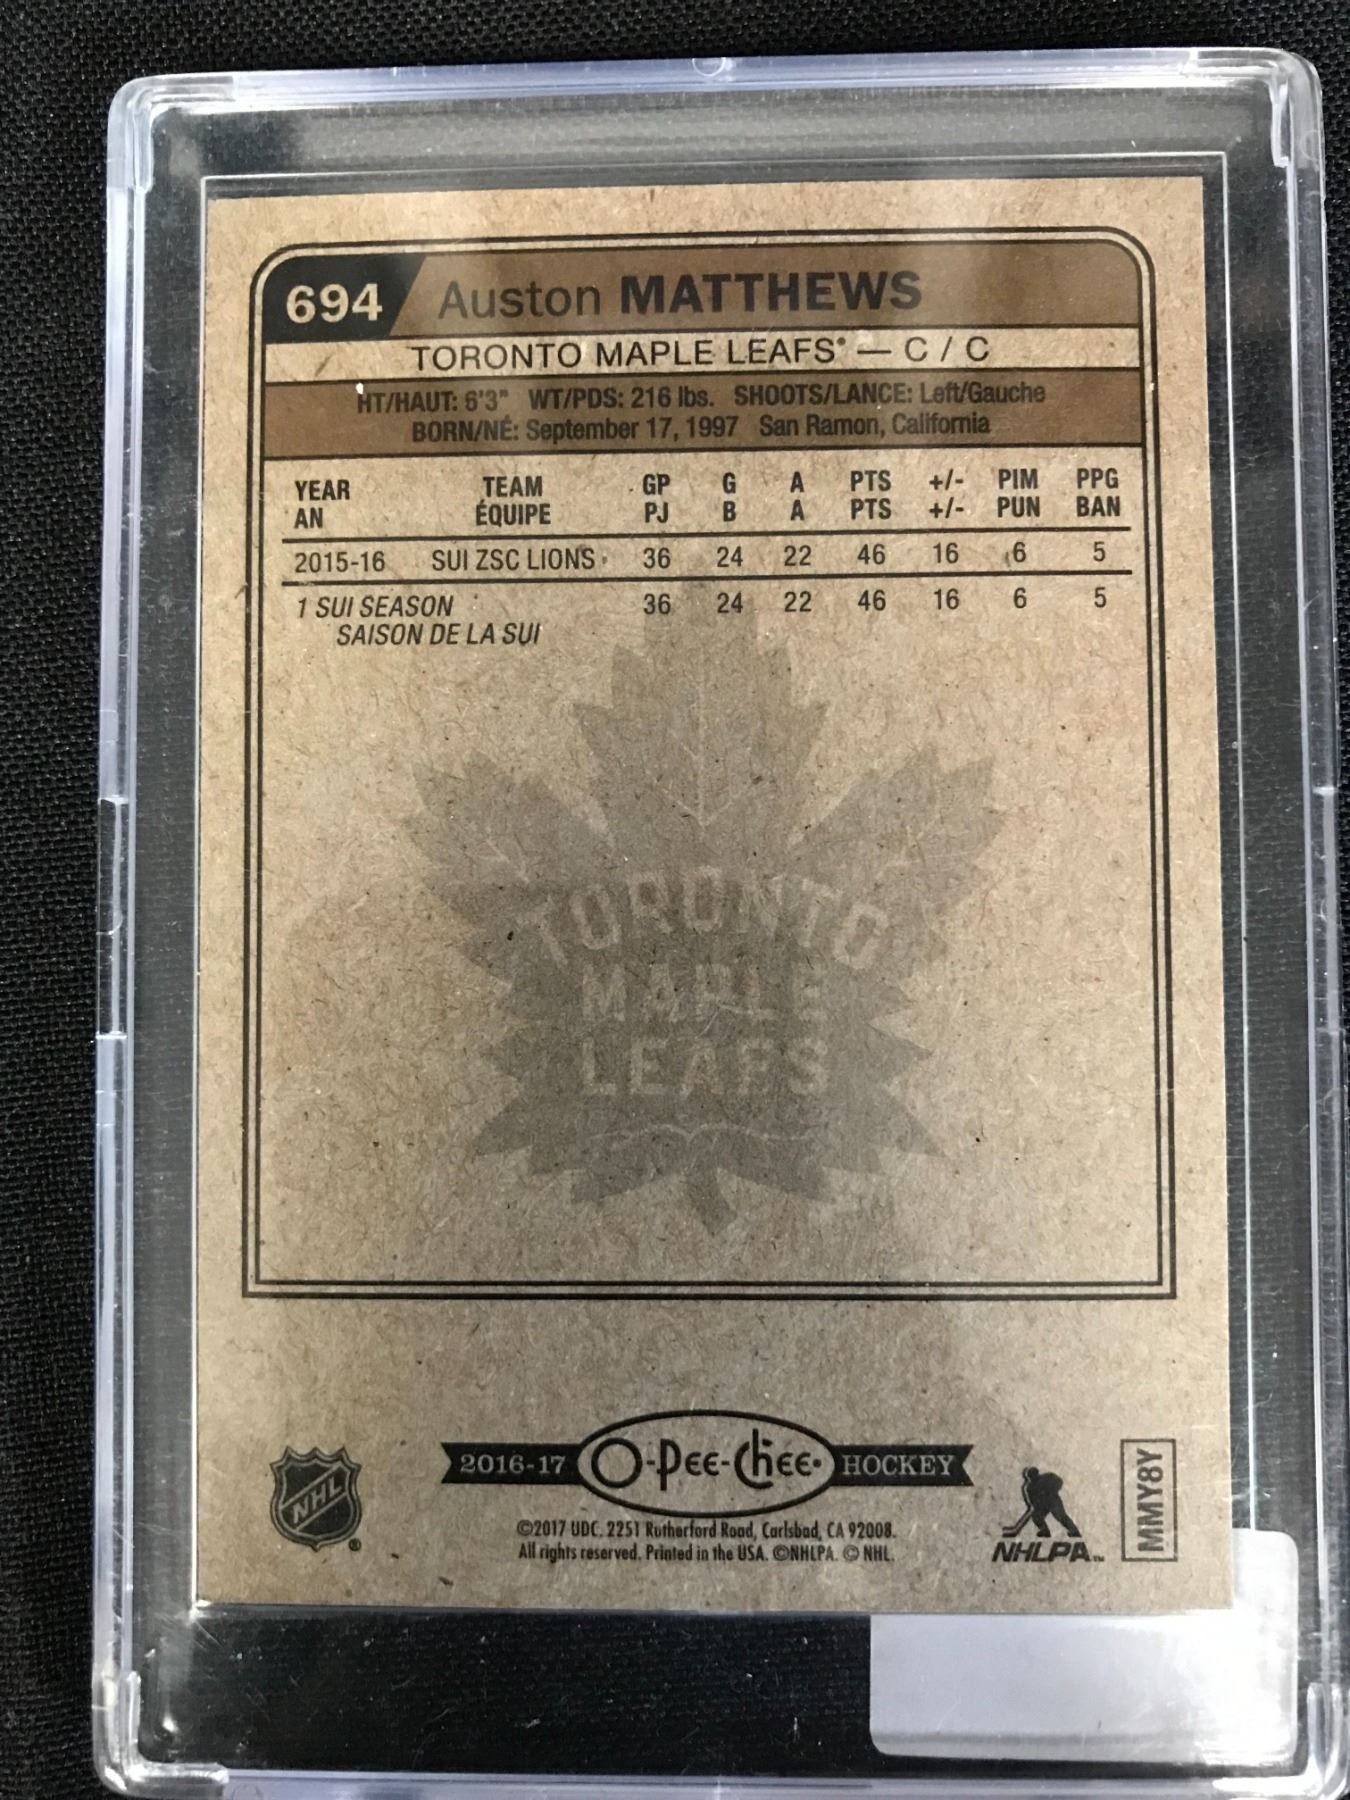 694 Auston MATTHEWS
TORONTO MAPLE LEAFS® — C / C
HT/HAUT: 6'3" WT/PDS: 216 lbs. SHOOTS/LANCE: Left/Gauche
BORN/NÉ: September 17, 1997 San Ramon, California
YEAR TEAM GP G A PTS +/- PIM PPG
AN ÉQUIPE PJ B A PTS +/- PUN BAN
2015-16 SUI ZSC LIONS 36 24 22 46 16 6 5
1 SUI SEASON 36 24 22 46 16 6 5
SAISON DE LA SUI
TORONTO
MAPLE
LEAFS
NHL®
2016-17 O-Pee-Chee® HOCKEY
©2017 UDC. 2251 Rutherford Road, Carlsbad, CA 92008.
All rights reserved. Printed in the USA. ©NHLPA. © NHL.
NHLPA™
MMY8Y